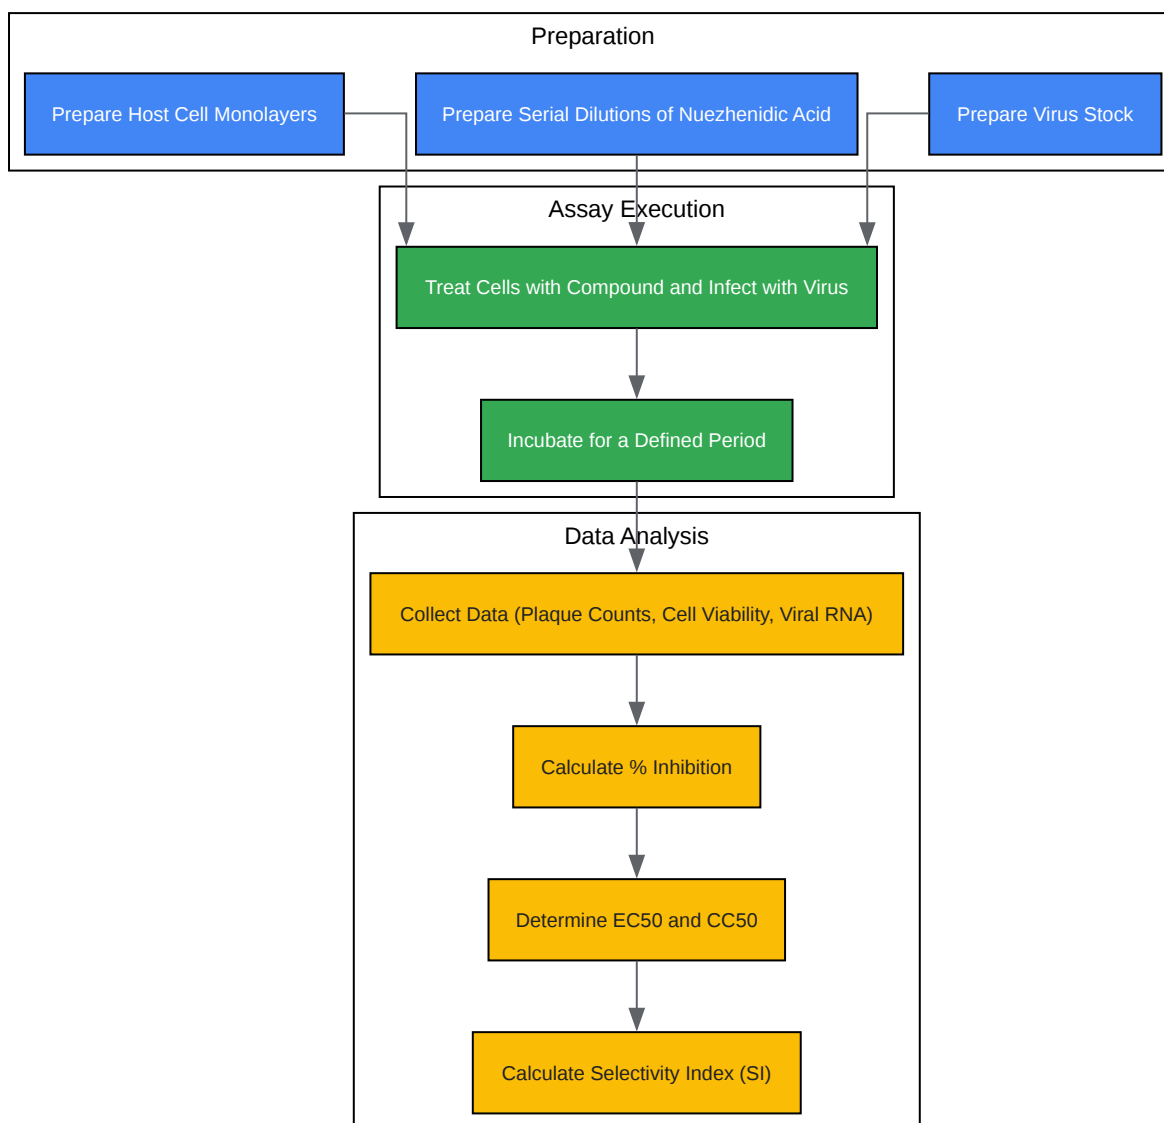 Preparation
Prepare Host Cell Monolayers
Prepare Serial Dilutions of Nuezhenidic Acid
Prepare Virus Stock
Assay Execution
Treat Cells with Compound and Infect with Virus
Incubate for a Defined Period
Data Analysis
Collect Data (Plaque Counts, Cell Viability, Viral RNA)
Calculate % Inhibition
Determine EC50 and CC50
Calculate Selectivity Index (SI)